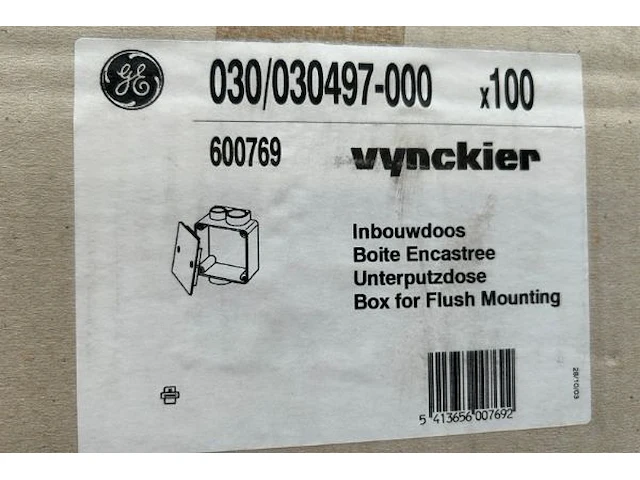 GE
030/030497-000 x100
600769 vynckier
Inbouwdoos
Boite Encastree
Unterputzdose
Box for Flush Mounting
28/10/03
5 413656 007692